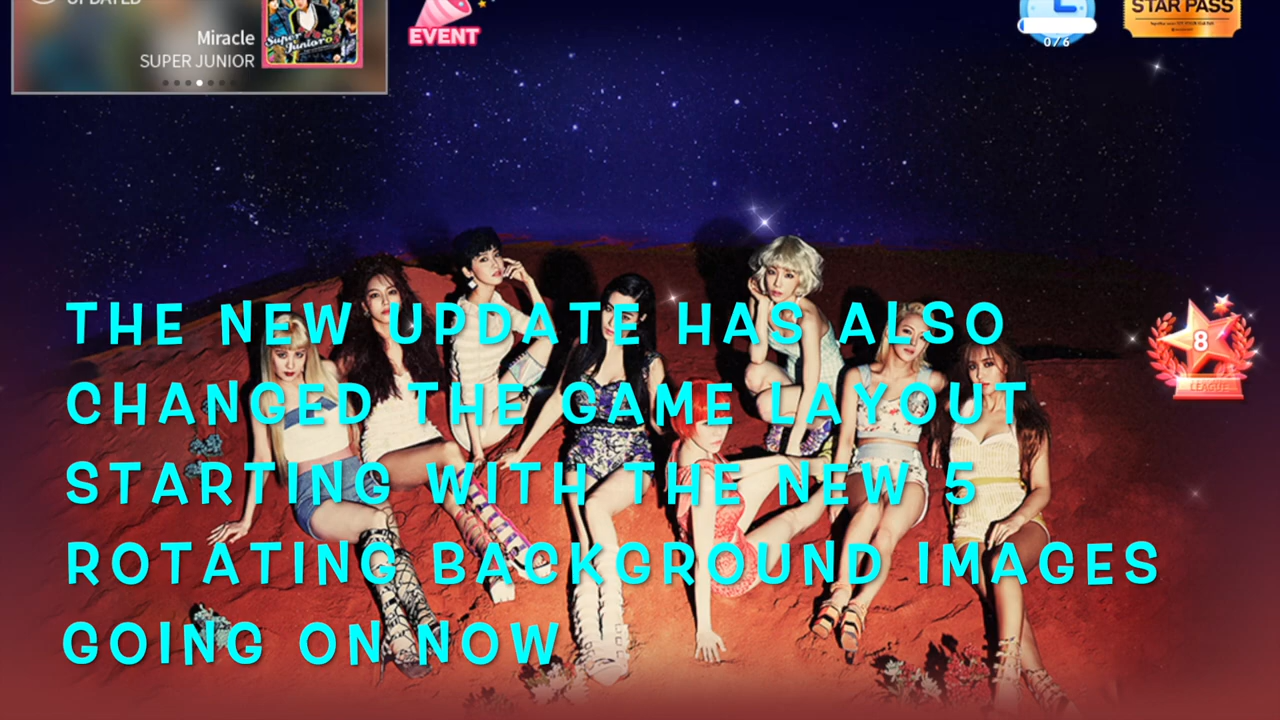 UPDATED
Miracle
SUPER JUNIOR
Super Junior
EVENT
0/6
STAR PASS
8
LEAGUE
THE NEW UPDATE HAS ALSO
CHANGED THE GAME LAYOUT
STARTING WITH THE NEW 5
ROTATING BACKGROUND IMAGES
GOING ON NOW